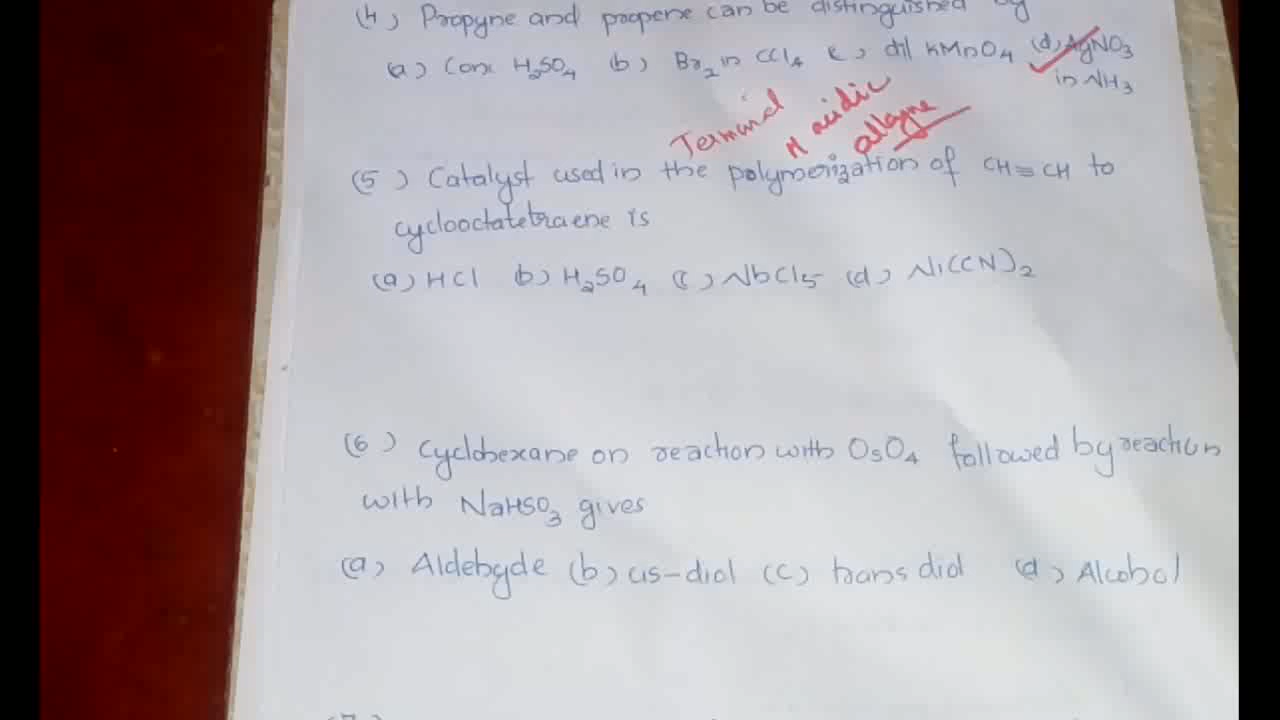 (4) Propyne and propene can be distinguished by
(a) Conc H₂SO₄ (b) Br₂ in CCl₄ (c) dil KMnO₄ (d) AgNO₃
in NH₃
Terminal H acidic alkyne
(5) Catalyst used in the polymerization of CH≡CH to
cyclooctatetraene is
(a) HCl (b) H₂SO₄ (c) NbCl₅ (d) Ni(CN)₂
(6) Cyclohexane on reaction with OsO₄ followed by reaction
with NaHSO₃ gives
(a) Aldehyde (b) cis-diol (c) trans diol (d) Alcohol